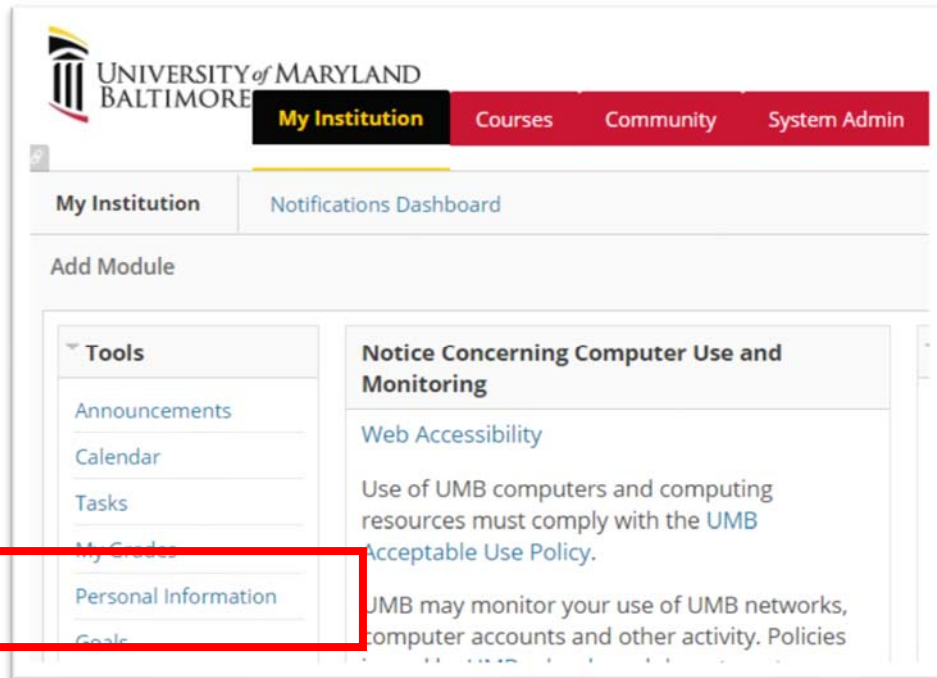 UNIVERSITY of MARYLAND
BALTIMORE
My Institution Courses Community System Admin
My Institution Notifications Dashboard
Add Module
Tools
Announcements
Calendar
Tasks
My Grades
Personal Information
Goals
Notice Concerning Computer Use and
Monitoring
Web Accessibility
Use of UMB computers and computing
resources must comply with the UMB
Acceptable Use Policy.
UMB may monitor your use of UMB networks,
computer accounts and other activity. Policies